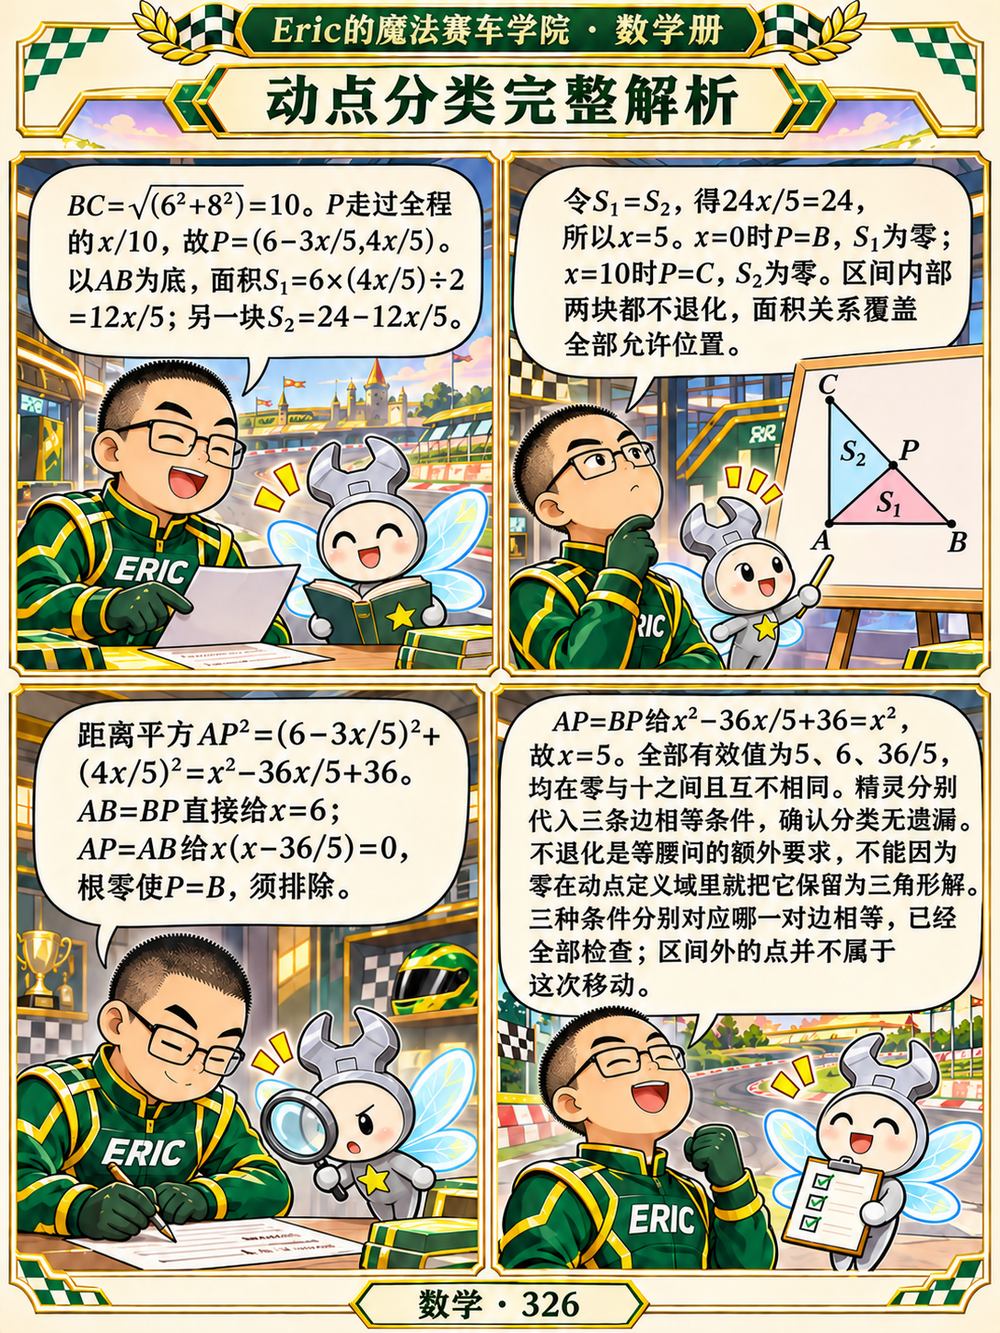 Eric的魔法赛车学院 · 数学册
动点分类完整解析
BC=√(6²+8²)=10。P走过全程
的x/10，故P=(6−3x/5,4x/5)。
以AB为底，面积S₁=6×(4x/5)÷2
=12x/5；另一块S₂=24−12x/5。
ERIC
令S₁=S₂，得24x/5=24，
所以x=5。x=0时P=B，S₁为零；
x=10时P=C，S₂为零。区间内部
两块都不退化，面积关系覆盖
全部允许位置。
C
S₂
P
S₁
A
B
RIC
距离平方AP²=(6−3x/5)²+
(4x/5)²=x²−36x/5+36。
AB=BP直接给x=6；
AP=AB给x(x−36/5)=0，
根零使P=B，须排除。
ERIC
AP=BP给x²−36x/5+36=x²，
故x=5。全部有效值为5、6、36/5，
均在零与十之间且互不相同。精灵分别
代入三条边相等条件，确认分类无遗漏。
不退化是等腰问的额外要求，不能因为
零在动点定义域里就把它保留为三角形解。
三种条件分别对应哪一对边相等，已经
全部检查；区间外的点并不属于
这次移动。
ERIC
数学 · 326